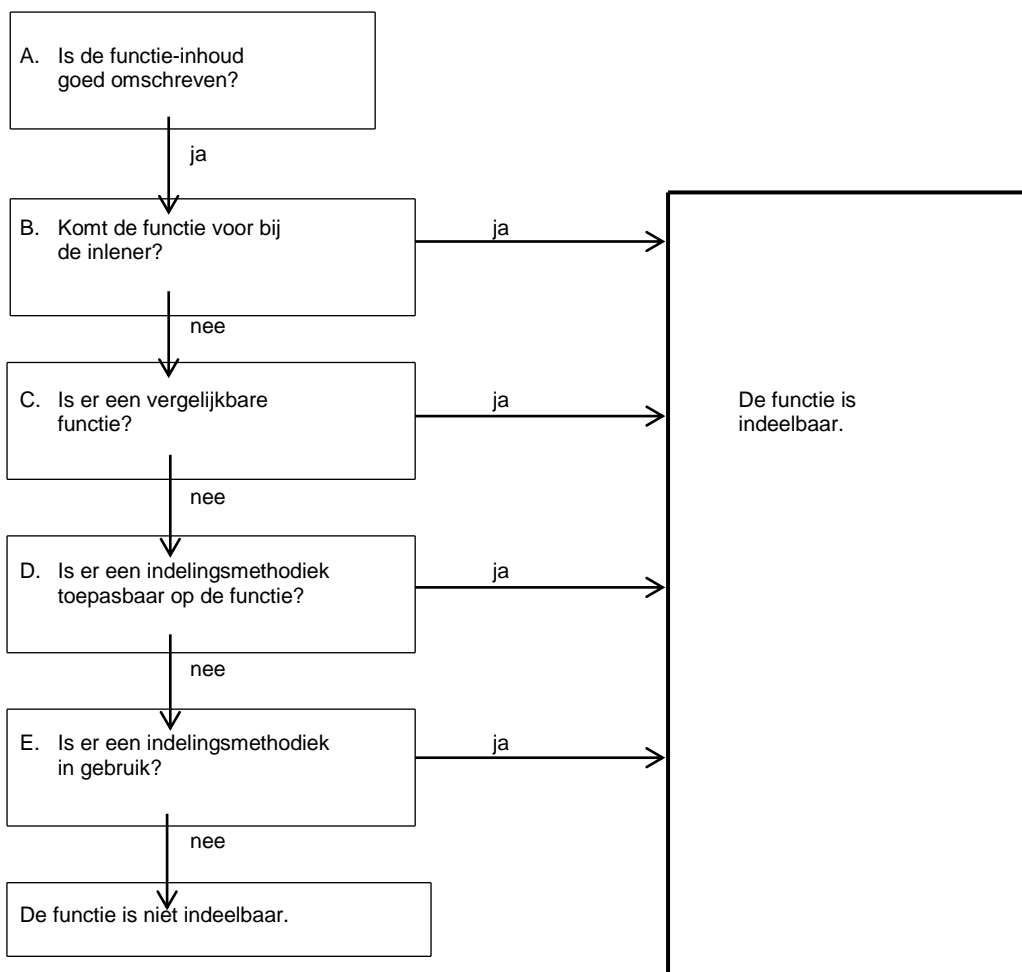 A. Is de functie-inhoud
goed omschreven?
ja
B. Komt de functie voor bij
de inlener?
ja
nee
C. Is er een vergelijkbare
functie?
ja
De functie is
indeelbaar.
nee
D. Is er een indelingsmethodiek
toepasbaar op de functie?
ja
nee
E. Is er een indelingsmethodiek
in gebruik?
ja
nee
De functie is niet indeelbaar.